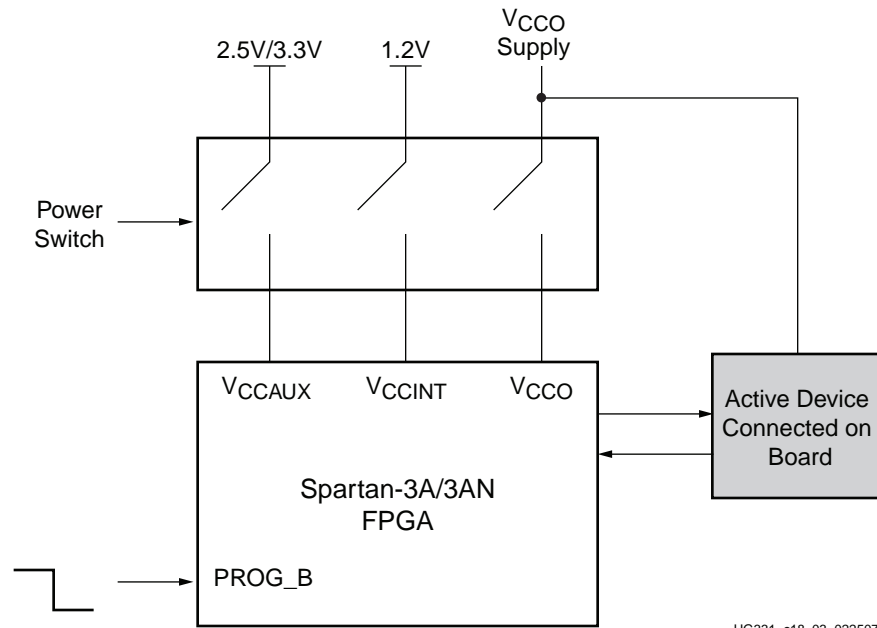 2.5V/3.3V
1.2V
VCCO
Supply
Power
Switch
VCCAUX
VCCINT
VCCO
Active Device
Connected on
Board
Spartan-3A/3AN
FPGA
PROG_B